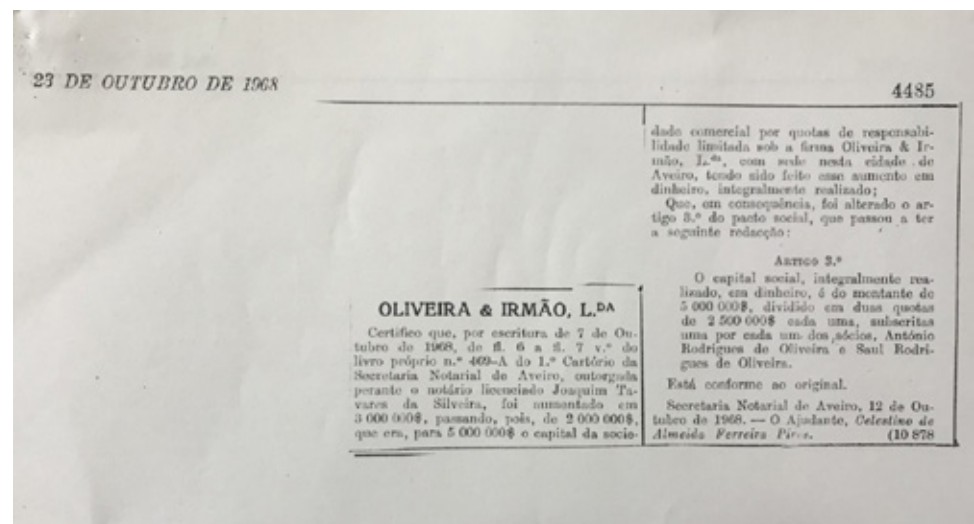 23 DE OUTUBRO DE 1968
4485
OLIVEIRA & IRMÃO, L.DA
Certifico que, por escritura de 7 de Ou-
tubro de 1968, de fl. 6 a fl. 7 v.º do
livro próprio n.º 469-A do 1.º Cartório da
Secretaria Notarial de Aveiro, outorgada
perante o notário licenciado Joaquim Ta-
vares da Silveira, foi aumentado em
3 000 000$, passando, pois, de 2 000 000$,
que era, para 5 000 000$ o capital da socie-
dade comercial por quotas de responsabi-
lidade limitada sob a firma Oliveira & Ir-
mão, L.da, com sede nesta cidade de
Aveiro, tendo sido feito esse aumento em
dinheiro, integralmente realizado;
Que, em consequência, foi alterado o ar-
tigo 3.º do pacto social, que passou a ter
a seguinte redacção:
ARTIGO 3.º
O capital social, integralmente rea-
lizado, em dinheiro, é do montante de
5 000 000$, dividido em duas quotas
de 2 500 000$ cada uma, subscritas
uma por cada um dos sócios, António
Rodrigues de Oliveira e Saul Rodri-
gues de Oliveira.
Está conforme ao original.
Secretaria Notarial de Aveiro, 12 de Ou-
tubro de 1968. — O Ajudante, Celestino de
Almeida Ferreira Pires. (10 878